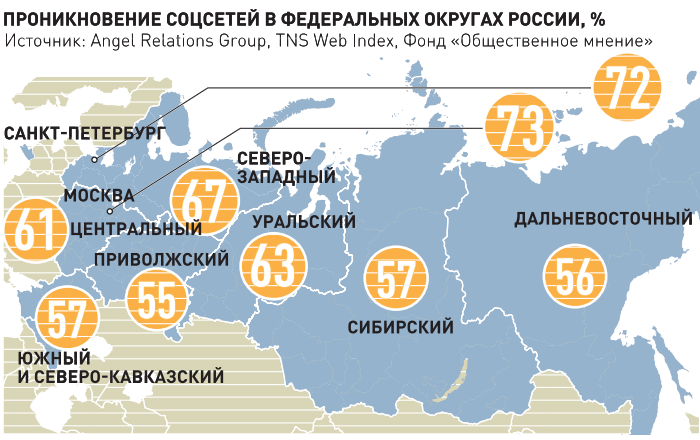 ПРОНИКНОВЕНИЕ СОЦСЕТЕЙ В ФЕДЕРАЛЬНЫХ ОКРУГАХ РОССИИ, %
Источник: Angel Relations Group, TNS Web Index, Фонд «Общественное мнение»
72
САНКТ-ПЕТЕРБУРГ
73
СЕВЕРО-
ЗАПАДНЫЙ
67
МОСКВА
61
ЦЕНТРАЛЬНЫЙ
УРАЛЬСКИЙ
63
ДАЛЬНЕВОСТОЧНЫЙ
56
ПРИВОЛЖСКИЙ
55
57
СИБИРСКИЙ
57
ЮЖНЫЙ
И СЕВЕРО-КАВКАЗСКИЙ